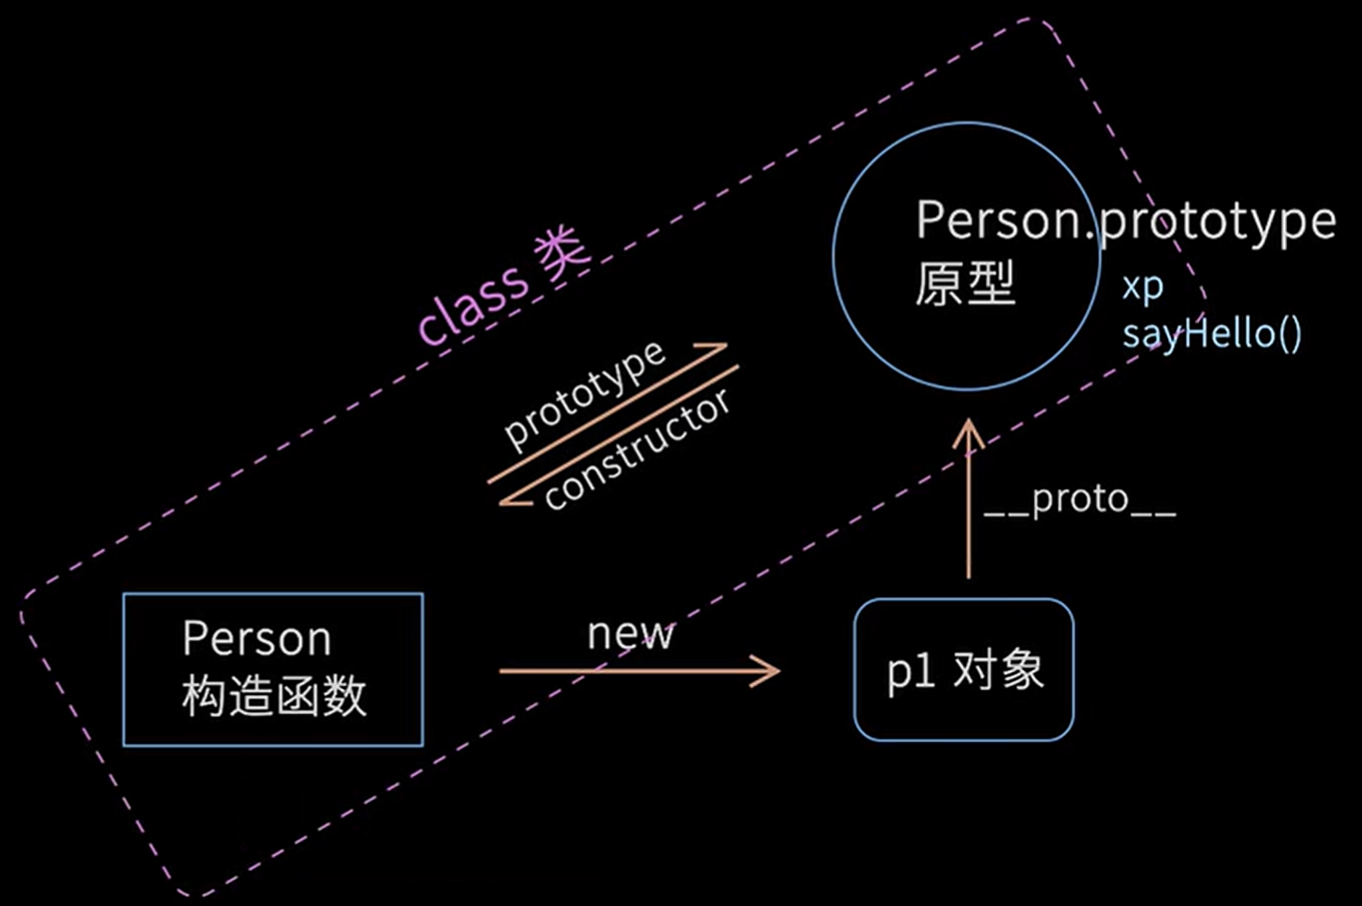 class 类
Person.prototype
原型
xp
sayHello()
prototype
constructor
__proto__
Person
构造函数
new
p1 对象